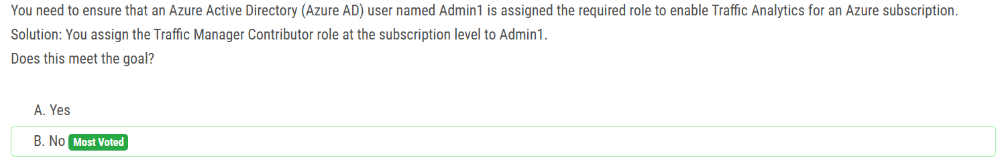 You need to ensure that an Azure Active Directory (Azure AD) user named Admin1 is assigned the required role to enable Traffic Analytics for an Azure subscription.
Solution: You assign the Traffic Manager Contributor role at the subscription level to Admin1.
Does this meet the goal?
A. Yes
B. No Most Voted